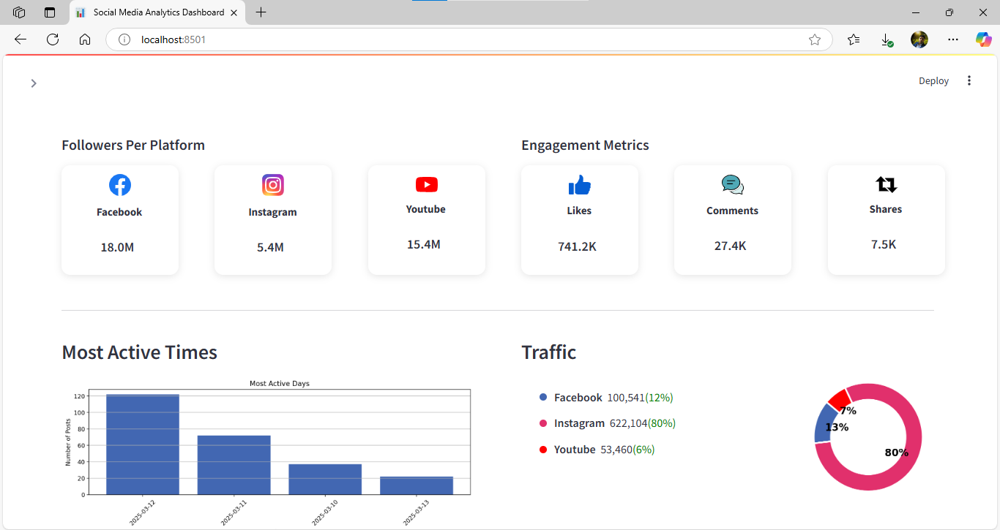 Social Media Analytics Dashboard
localhost:8501
Deploy
Followers Per Platform
Facebook
18.0M
Instagram
5.4M
Youtube
15.4M
Engagement Metrics
Likes
741.2K
Comments
27.4K
Shares
7.5K
Most Active Times
Most Active Days
Number of Posts
120
100
80
60
40
20
0
2025-03-12
2025-03-11
2025-03-10
2025-03-13
Traffic
Facebook 100,541(12%)
Instagram 622,104(80%)
Youtube 53,460(6%)
7%
13%
80%